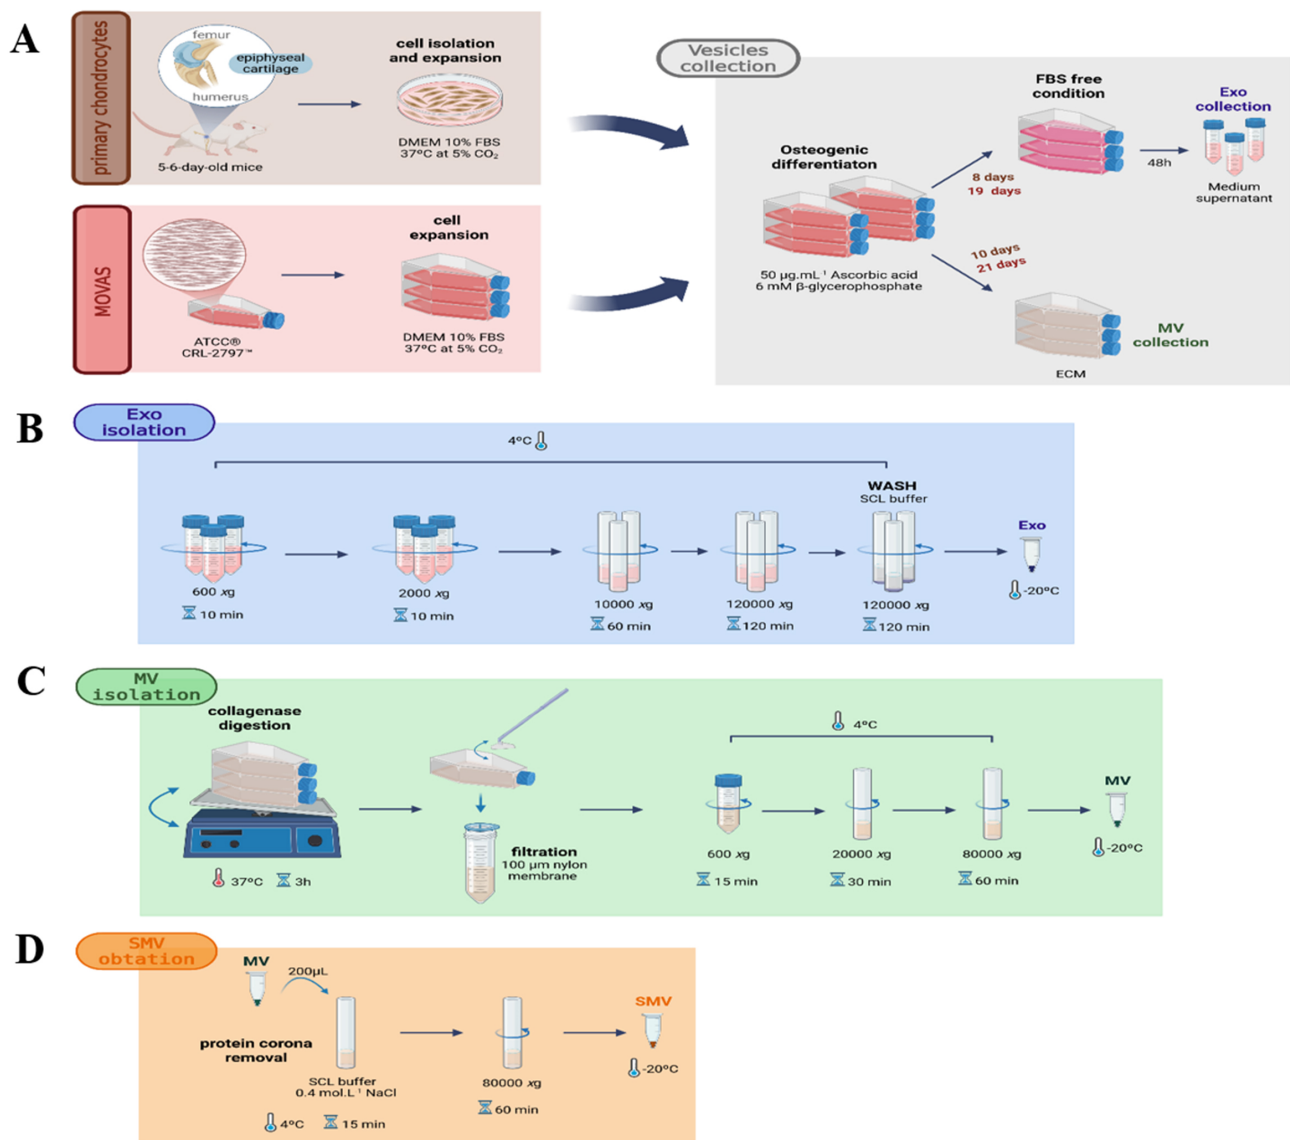 A
primary chondrocytes
femur
epiphyseal
cartilage
humerus
5-6-day-old mice
cell isolation
and expansion
DMEM 10% FBS
37ºC at 5% CO₂
MOVAS
ATCC®
CRL-2797™
cell
expansion
DMEM 10% FBS
37ºC at 5% CO₂
Vesicles
collection
Osteogenic
differentiaton
50 µg.mL⁻¹ Ascorbic acid
6 mM β-glycerophosphate
8 days
19 days
FBS free
condition
48h
Exo
collection
Medium
supernatant
10 days
21 days
MV
collection
ECM
B
Exo
isolation
4ºC
600 xg
10 min
2000 xg
10 min
10000 xg
60 min
120000 xg
120 min
WASH
SCL buffer
120000 xg
120 min
Exo
-20ºC
C
MV
isolation
collagenase
digestion
37ºC 3h
filtration
100 µm nylon
membrane
4ºC
600 xg
15 min
20000 xg
30 min
80000 xg
60 min
MV
-20ºC
D
SMV
obtation
MV
200µL
protein corona
removal
SCL buffer
0.4 mol.L⁻¹ NaCl
4ºC 15 min
80000 xg
60 min
SMV
-20ºC